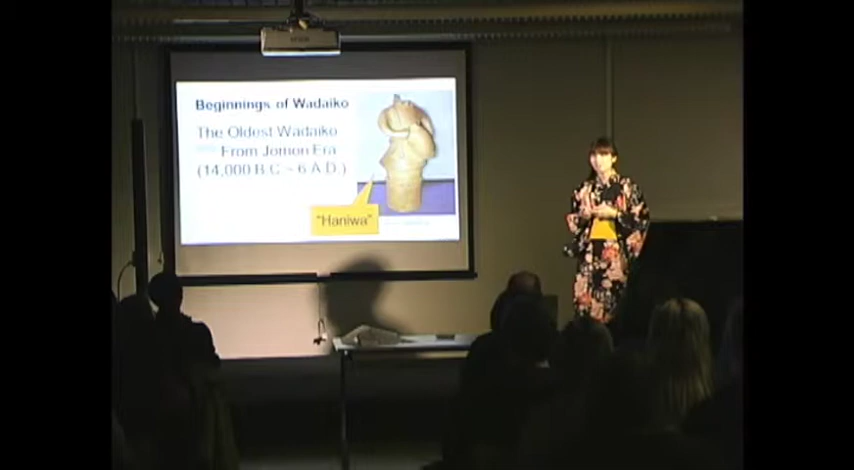 Beginnings of Wadaiko
The Oldest Wadaiko
From Jomon Era
(14,000 B.C ~ 6 A.D.)
"Haniwa"